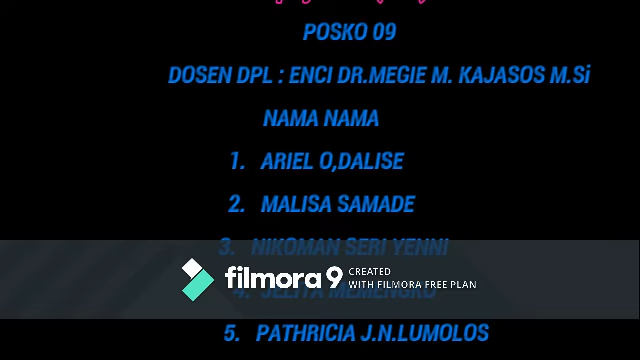 POSKO 09
DOSEN DPL : ENCI DR.MEGIE M. KAJASOS M.Si
NAMA NAMA
1. ARIEL O,DALISE
2. MALISA SAMADE
3. NIKOMAN SERI YENNI
filmora 9 CREATED
WITH FILMORA FREE PLAN
4.
5. PATHRICIA J.N.LUMOLOS